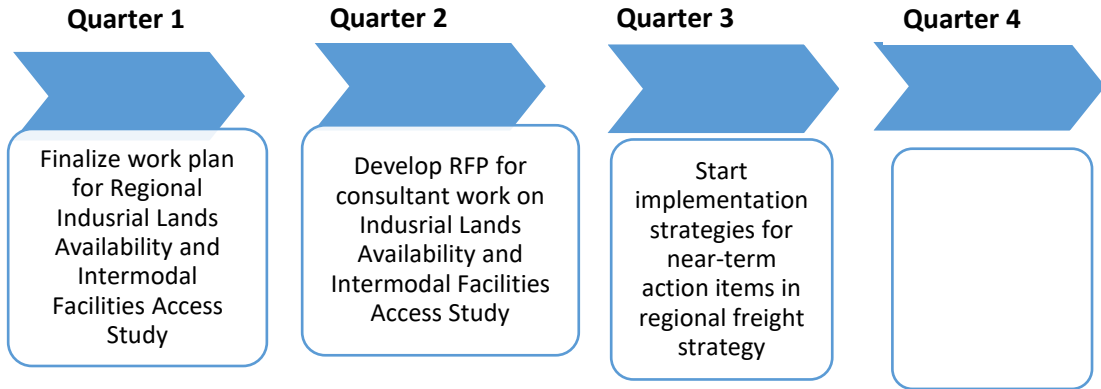 Quarter 1
Quarter 2
Quarter 3
Quarter 4
Finalize work plan
for Regional
Indusrial Lands
Availability and
Intermodal
Facilities Access
Study
Develop RFP for
consultant work on
Indusrial Lands
Availability and
Intermodal Facilities
Access Study
Start
implementation
strategies for
near-term
action items in
regional freight
strategy